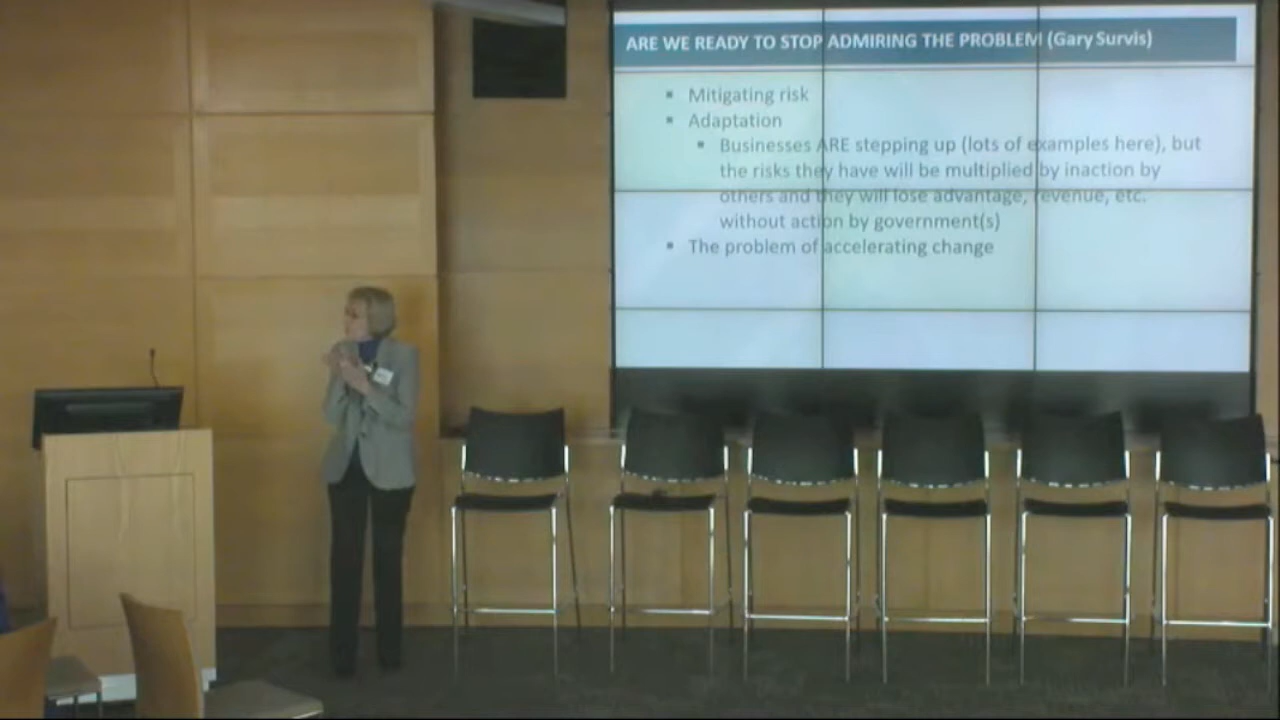 ARE WE READY TO STOP ADMIRING THE PROBLEM (Gary Survis)
▪ Mitigating risk
▪ Adaptation
▪ Businesses ARE stepping up (lots of examples here), but
the risks they have will be multiplied by inaction by
others and they will lose advantage, revenue, etc.
without action by government(s)
▪ The problem of accelerating change